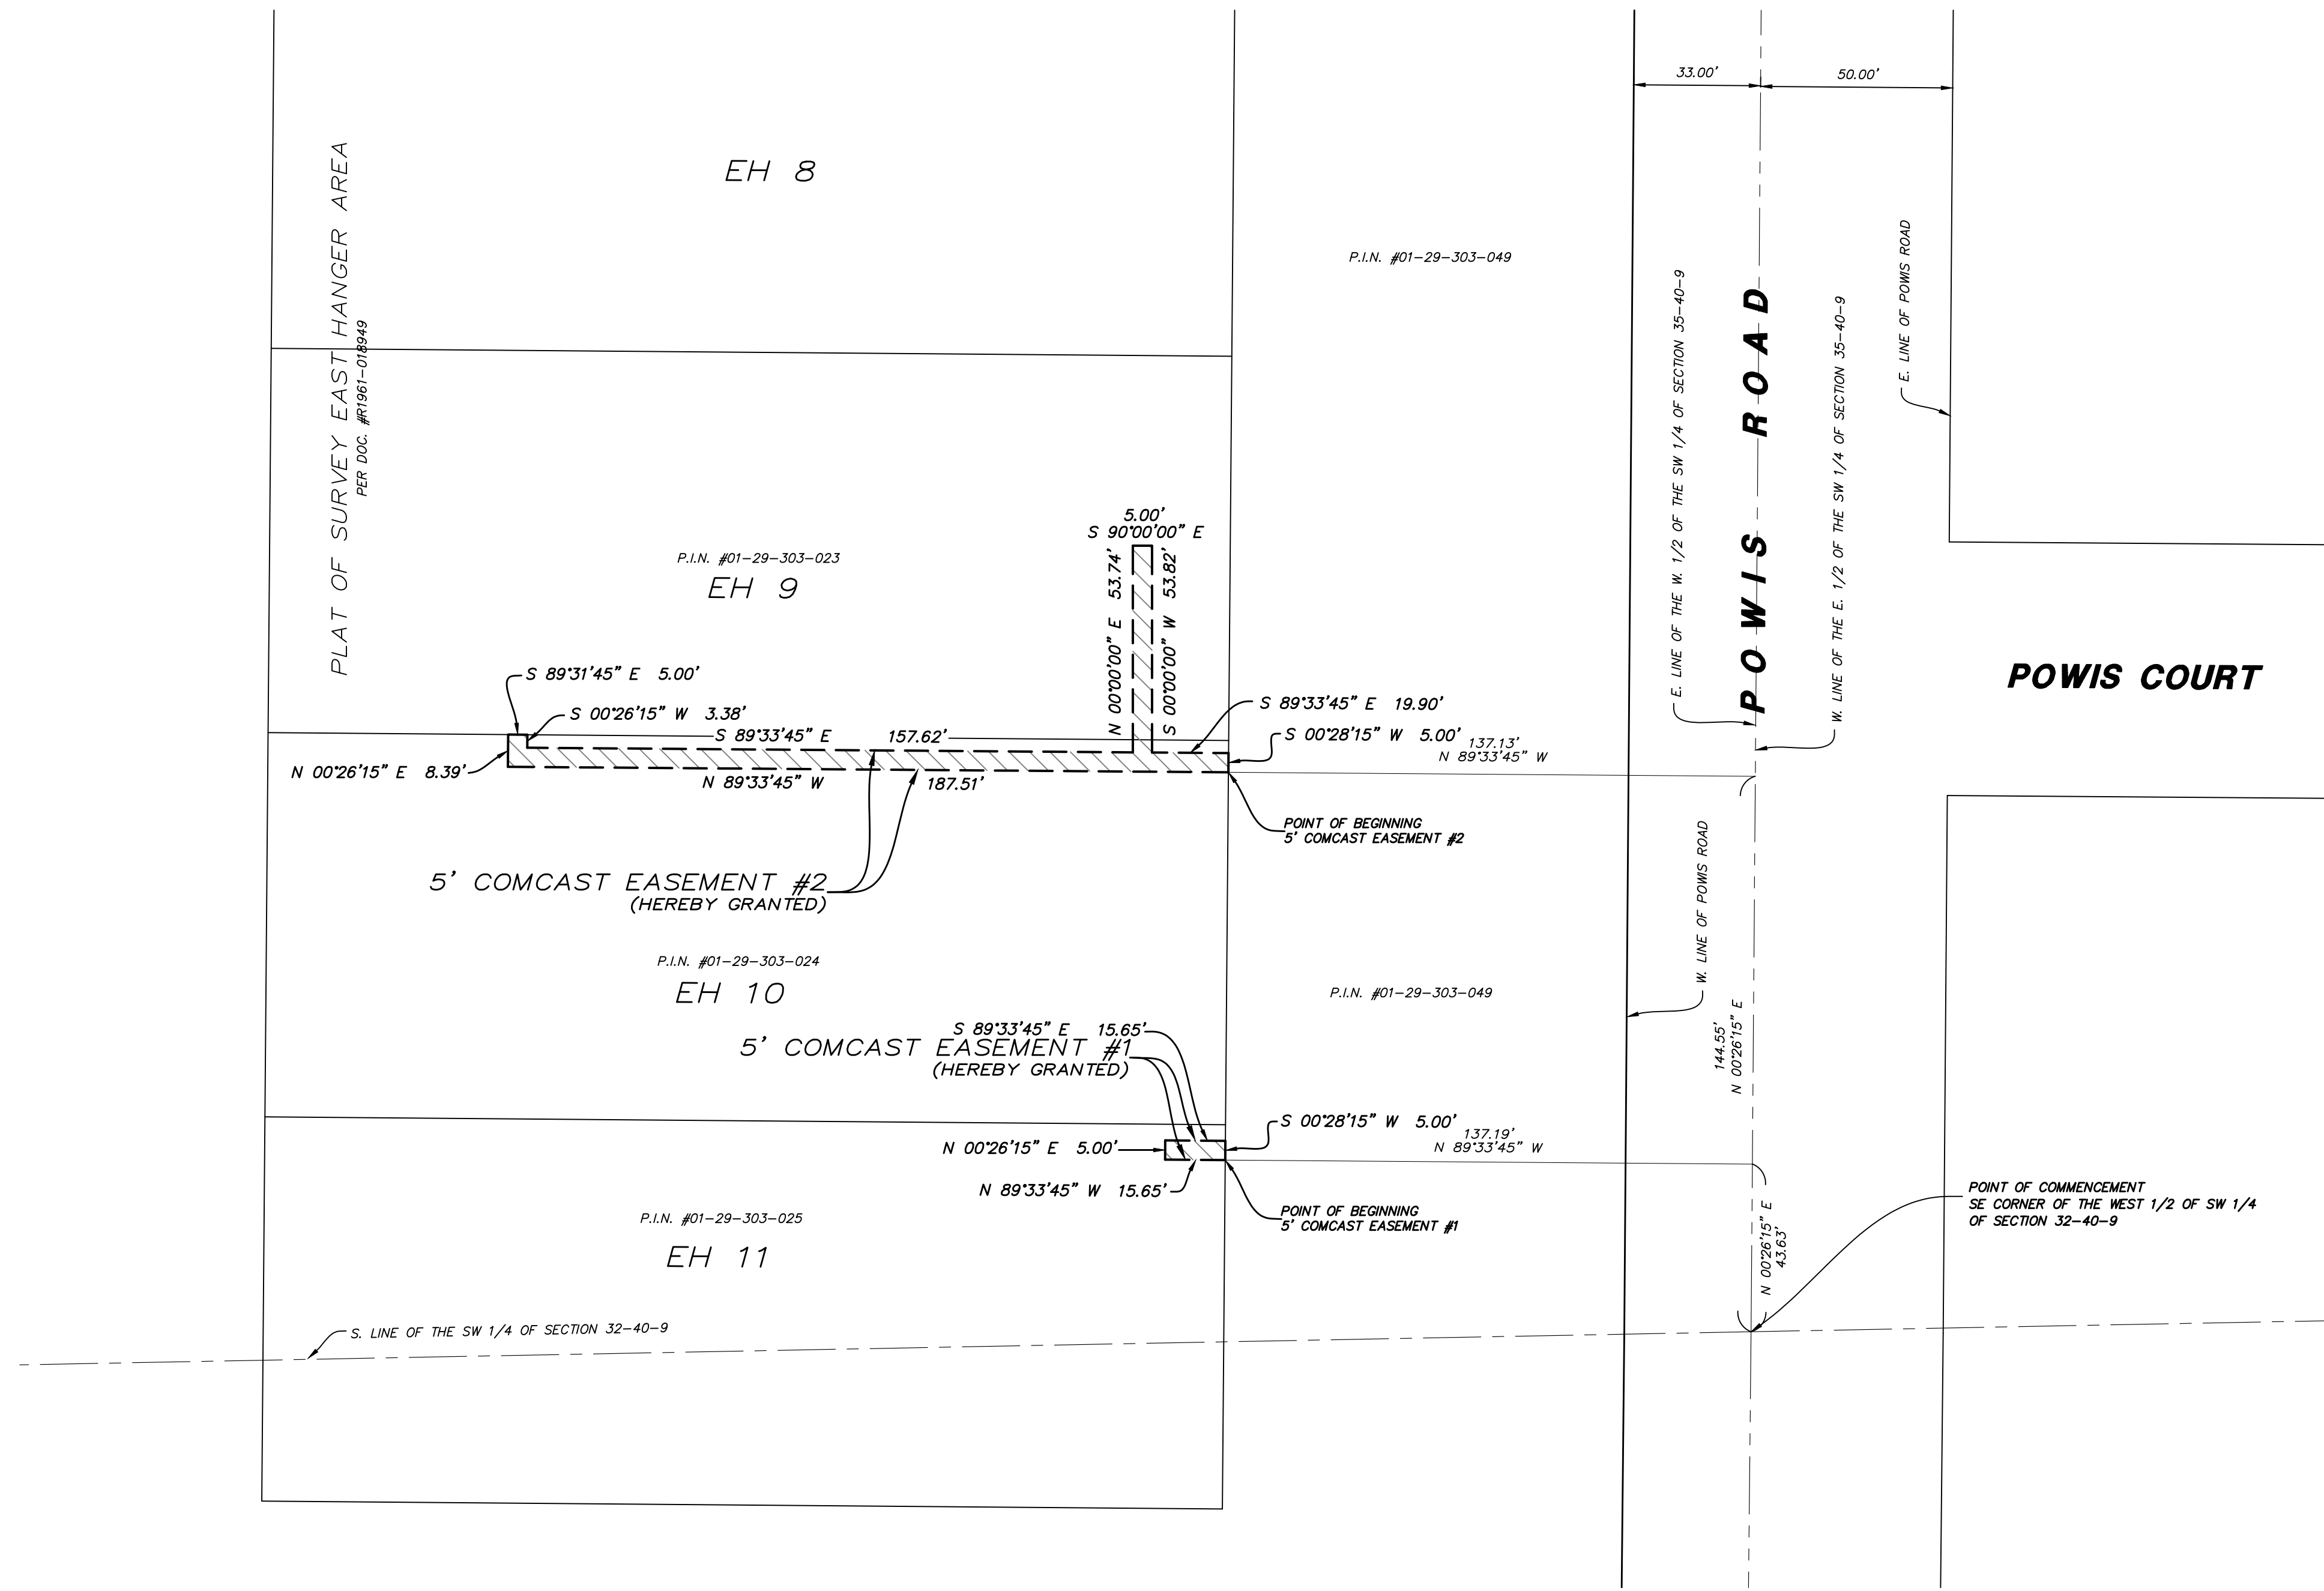 33.00'
50.00'
EH 8
PLAT OF SURVEY EAST HANGER AREA
PER DOC. #R1961-018949
P.I.N. #01-29-303-049
E. LINE OF THE W. 1/2 OF THE SW 1/4 OF SECTION 35-40-9
POWIS ROAD
W. LINE OF THE E. 1/2 OF THE SW 1/4 OF SECTION 35-40-9
E. LINE OF POWIS ROAD
5.00'
S 90°00'00" E
N 00°00'00" E 53.74'
S 00°00'00" W 53.82'
P.I.N. #01-29-303-023
EH 9
POWIS COURT
S 89°31'45" E 5.00'
S 00°26'15" W 3.38'
S 89°33'45" E 157.62'
S 89°33'45" E 19.90'
S 00°28'15" W 5.00'
137.13'
N 89°33'45" W
N 00°26'15" E 8.39'
N 89°33'45" W 187.51'
POINT OF BEGINNING
5' COMCAST EASEMENT #2
5' COMCAST EASEMENT #2
(HEREBY GRANTED)
W. LINE OF POWIS ROAD
P.I.N. #01-29-303-024
EH 10
P.I.N. #01-29-303-049
144.55'
N 00°26'15" E
S 89°33'45" E 15.65'
5' COMCAST EASEMENT #1
(HEREBY GRANTED)
S 00°28'15" W 5.00'
137.19'
N 89°33'45" W
N 00°26'15" E 5.00'
N 89°33'45" W 15.65'
POINT OF BEGINNING
5' COMCAST EASEMENT #1
POINT OF COMMENCEMENT
SE CORNER OF THE WEST 1/2 OF SW 1/4
OF SECTION 32-40-9
N 00°26'15" E
43.63'
P.I.N. #01-29-303-025
EH 11
S. LINE OF THE SW 1/4 OF SECTION 32-40-9